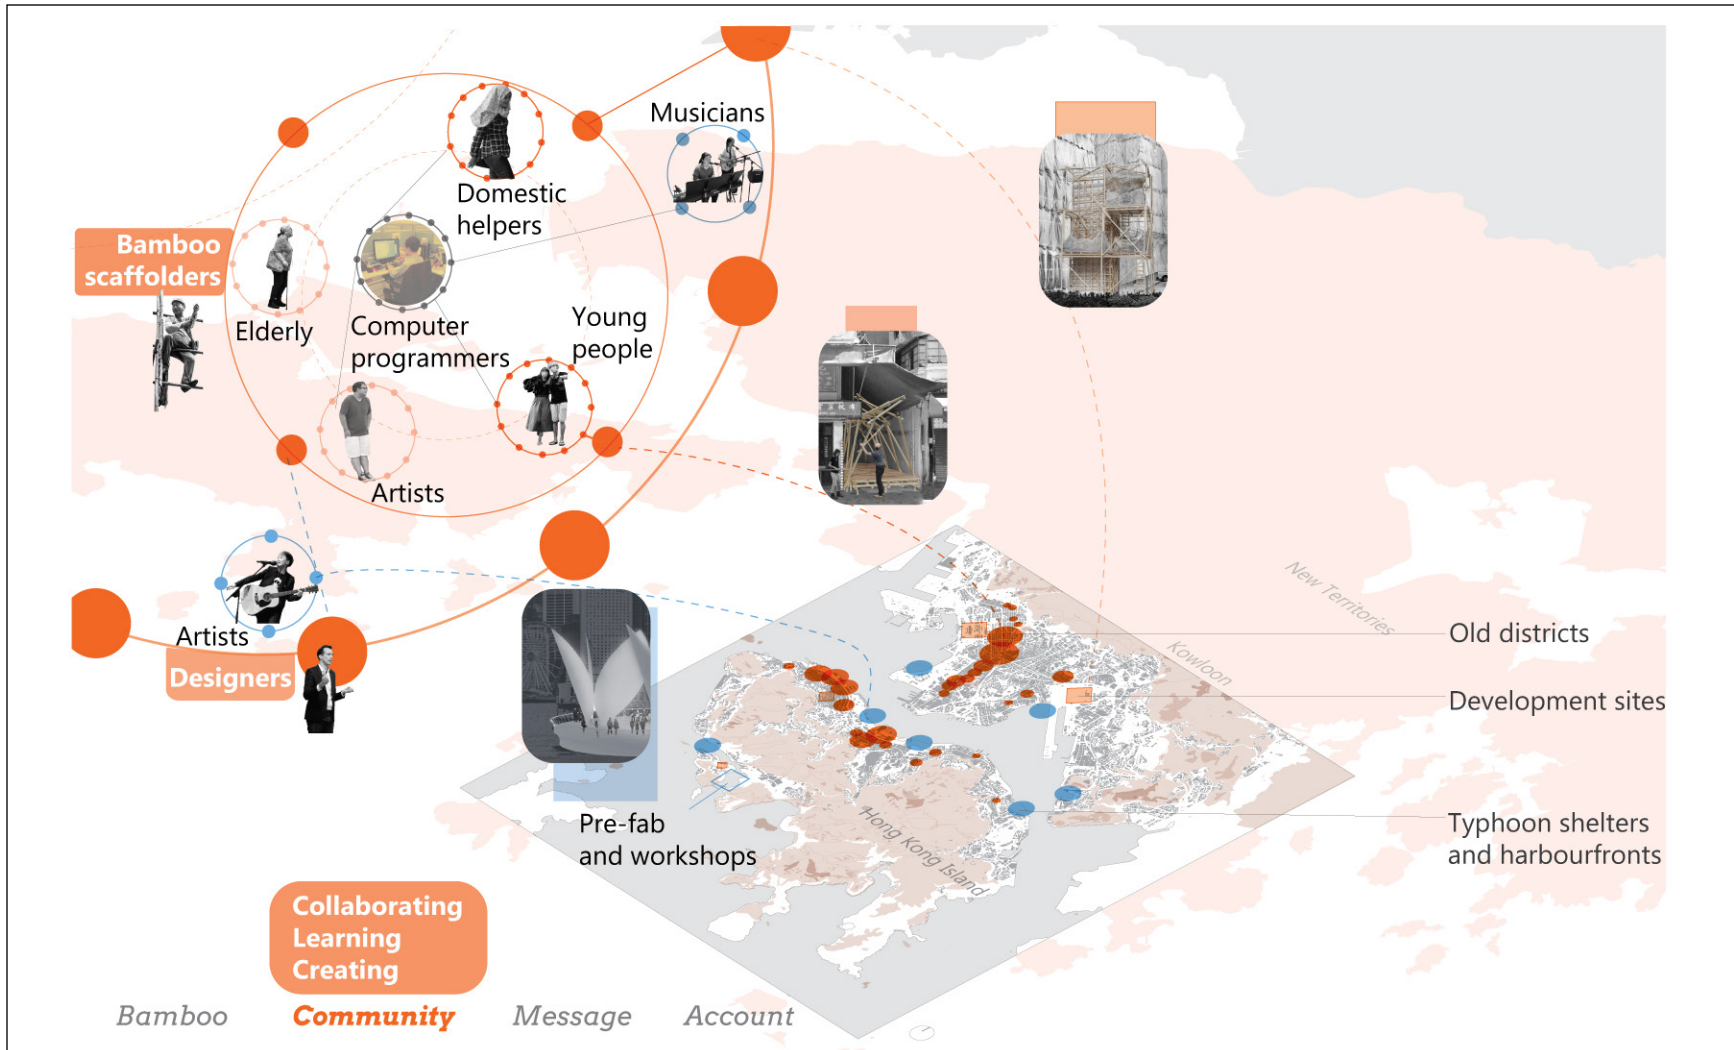 Musicians
Domestic
helpers
Bamboo
scaffolders
Elderly
Computer
programmers
Young
people
Artists
Artists
Designers
Pre-fab
and workshops
New Territories
Kowloon
Hong Kong Island
Old districts
Development sites
Typhoon shelters
and harbourfronts
Collaborating
Learning
Creating
Bamboo
Community
Message
Account